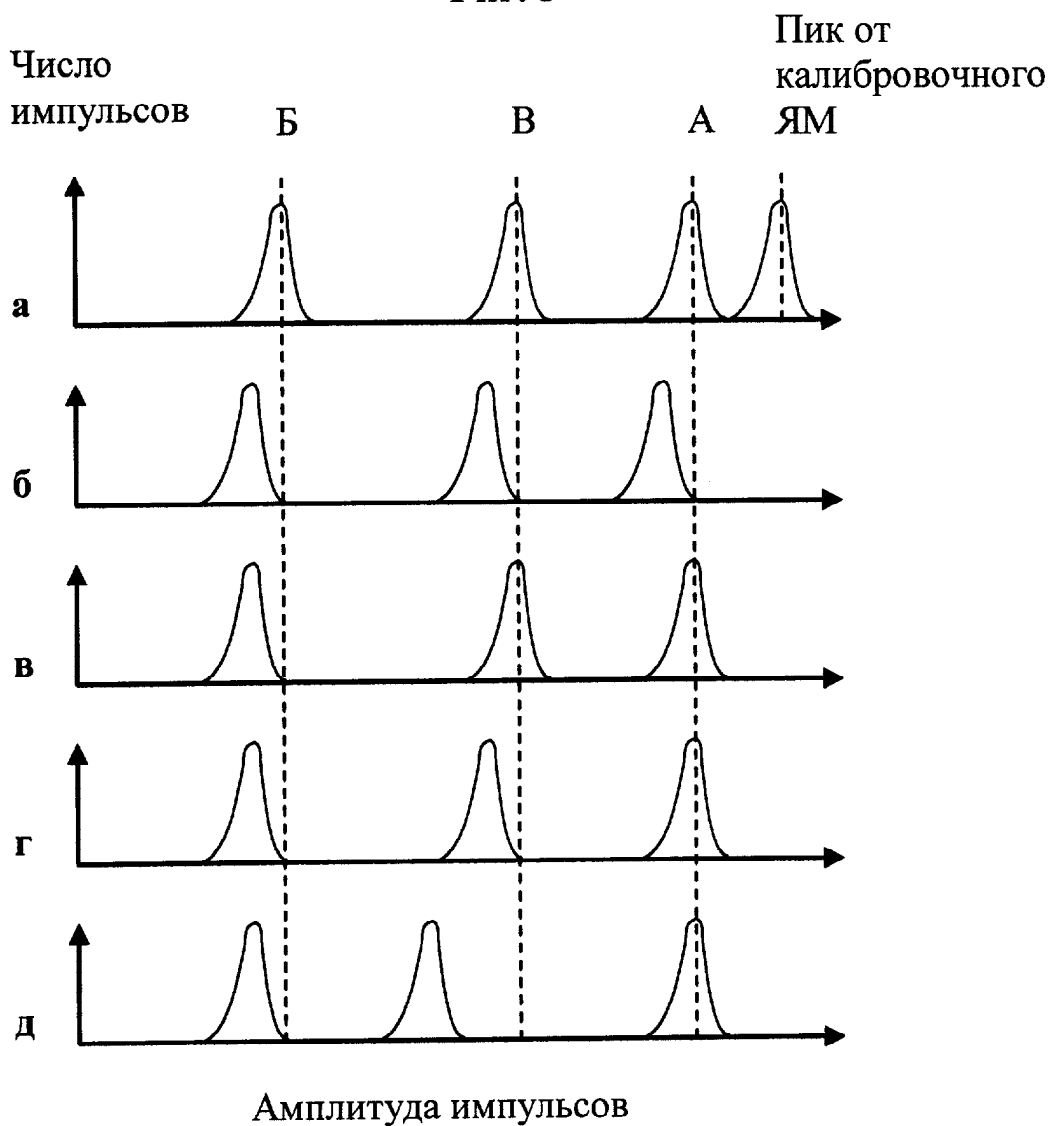 Пик от
калибровочного
ЯМ
Число
импульсов
Б
В
А
а
б
в
г
д
Амплитуда импульсов